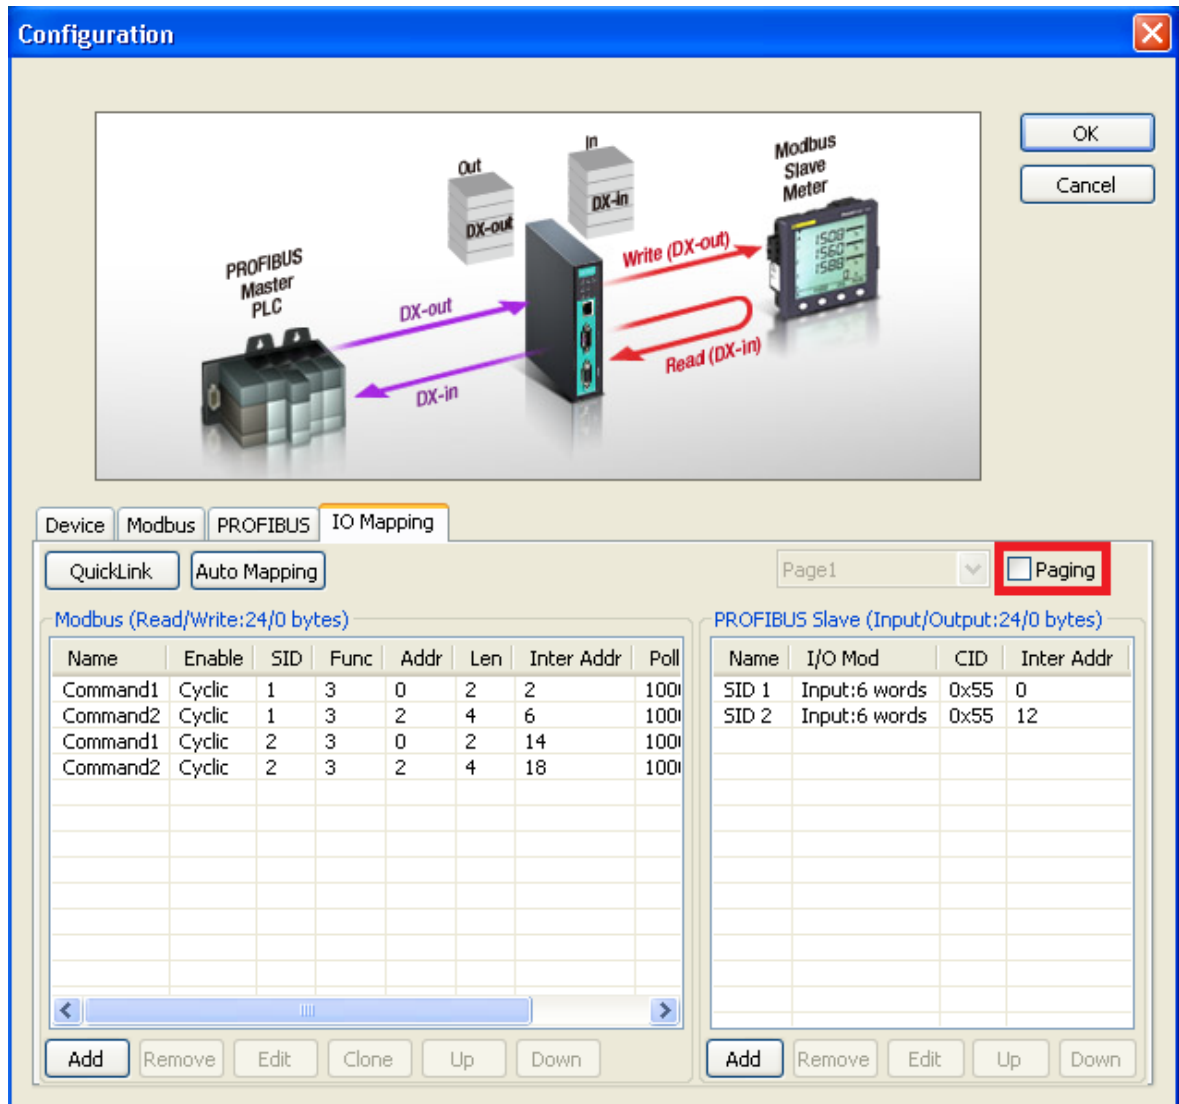 Configuration
OK
Cancel
Out
In
DX-out
DX-in
Modbus
Slave
Meter
1508
1560
1588
PROFIBUS
Master
PLC
Write (DX-out)
Read (DX-in)
DX-out
DX-in
Device Modbus PROFIBUS IO Mapping
QuickLink Auto Mapping Page1 Paging
Modbus (Read/Write:24/0 bytes)
Name Enable SID Func Addr Len Inter Addr Poll
Command1 Cyclic 1 3 0 2 2
Command2 Cyclic 1 3 2 4 6
Command1 Cyclic 2 3 0 2 14
Command2 Cyclic 2 3 2 4 18
Add Remove Edit Clone Up Down
PROFIBUS Slave (Input/Output:24/0 bytes)
Name I/O Mod CID Inter Addr
SID 1 Input:6 words 0x55 0
SID 2 Input:6 words 0x55 12
Add Remove Edit Up Down